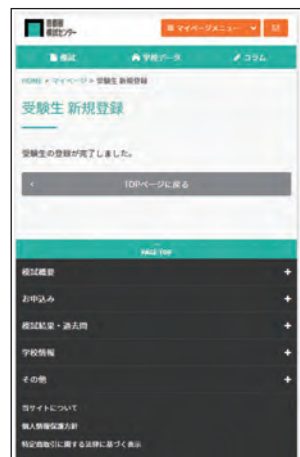 首都圏
模試センター
マイページメニュー
模試
学校データ
コラム
HOME > マイページ > 受験生 新規登録
受験生 新規登録
受験生の登録が完了しました。
TOPページに戻る
PAGE TOP
模試概要
お申込み
模試結果・過去問
学校情報
その他
当サイトについて
個人情報保護方針
特定商取引に関する法律に基づく表示